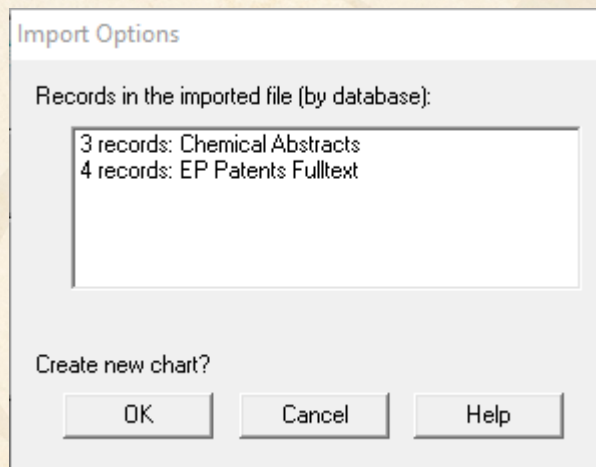 Import Options
Records in the imported file (by database):
3 records: Chemical Abstracts
4 records: EP Patents Fulltext
Create new chart?
OK Cancel Help